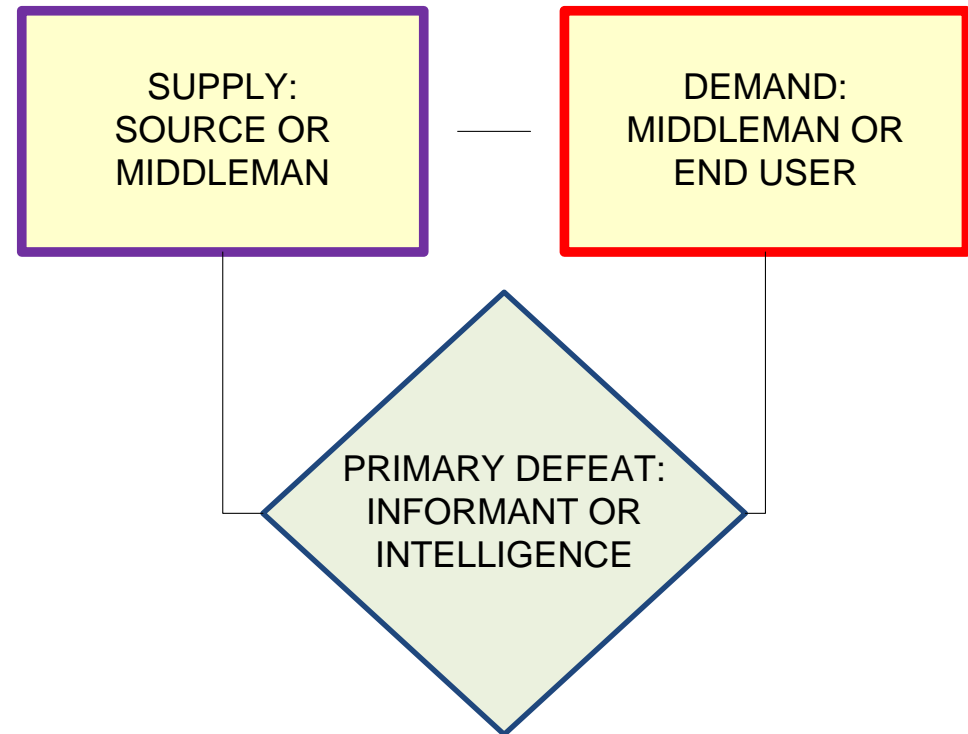 SUPPLY:
SOURCE OR
MIDDLEMAN
DEMAND:
MIDDLEMAN OR
END USER
PRIMARY DEFEAT:
INFORMANT OR
INTELLIGENCE